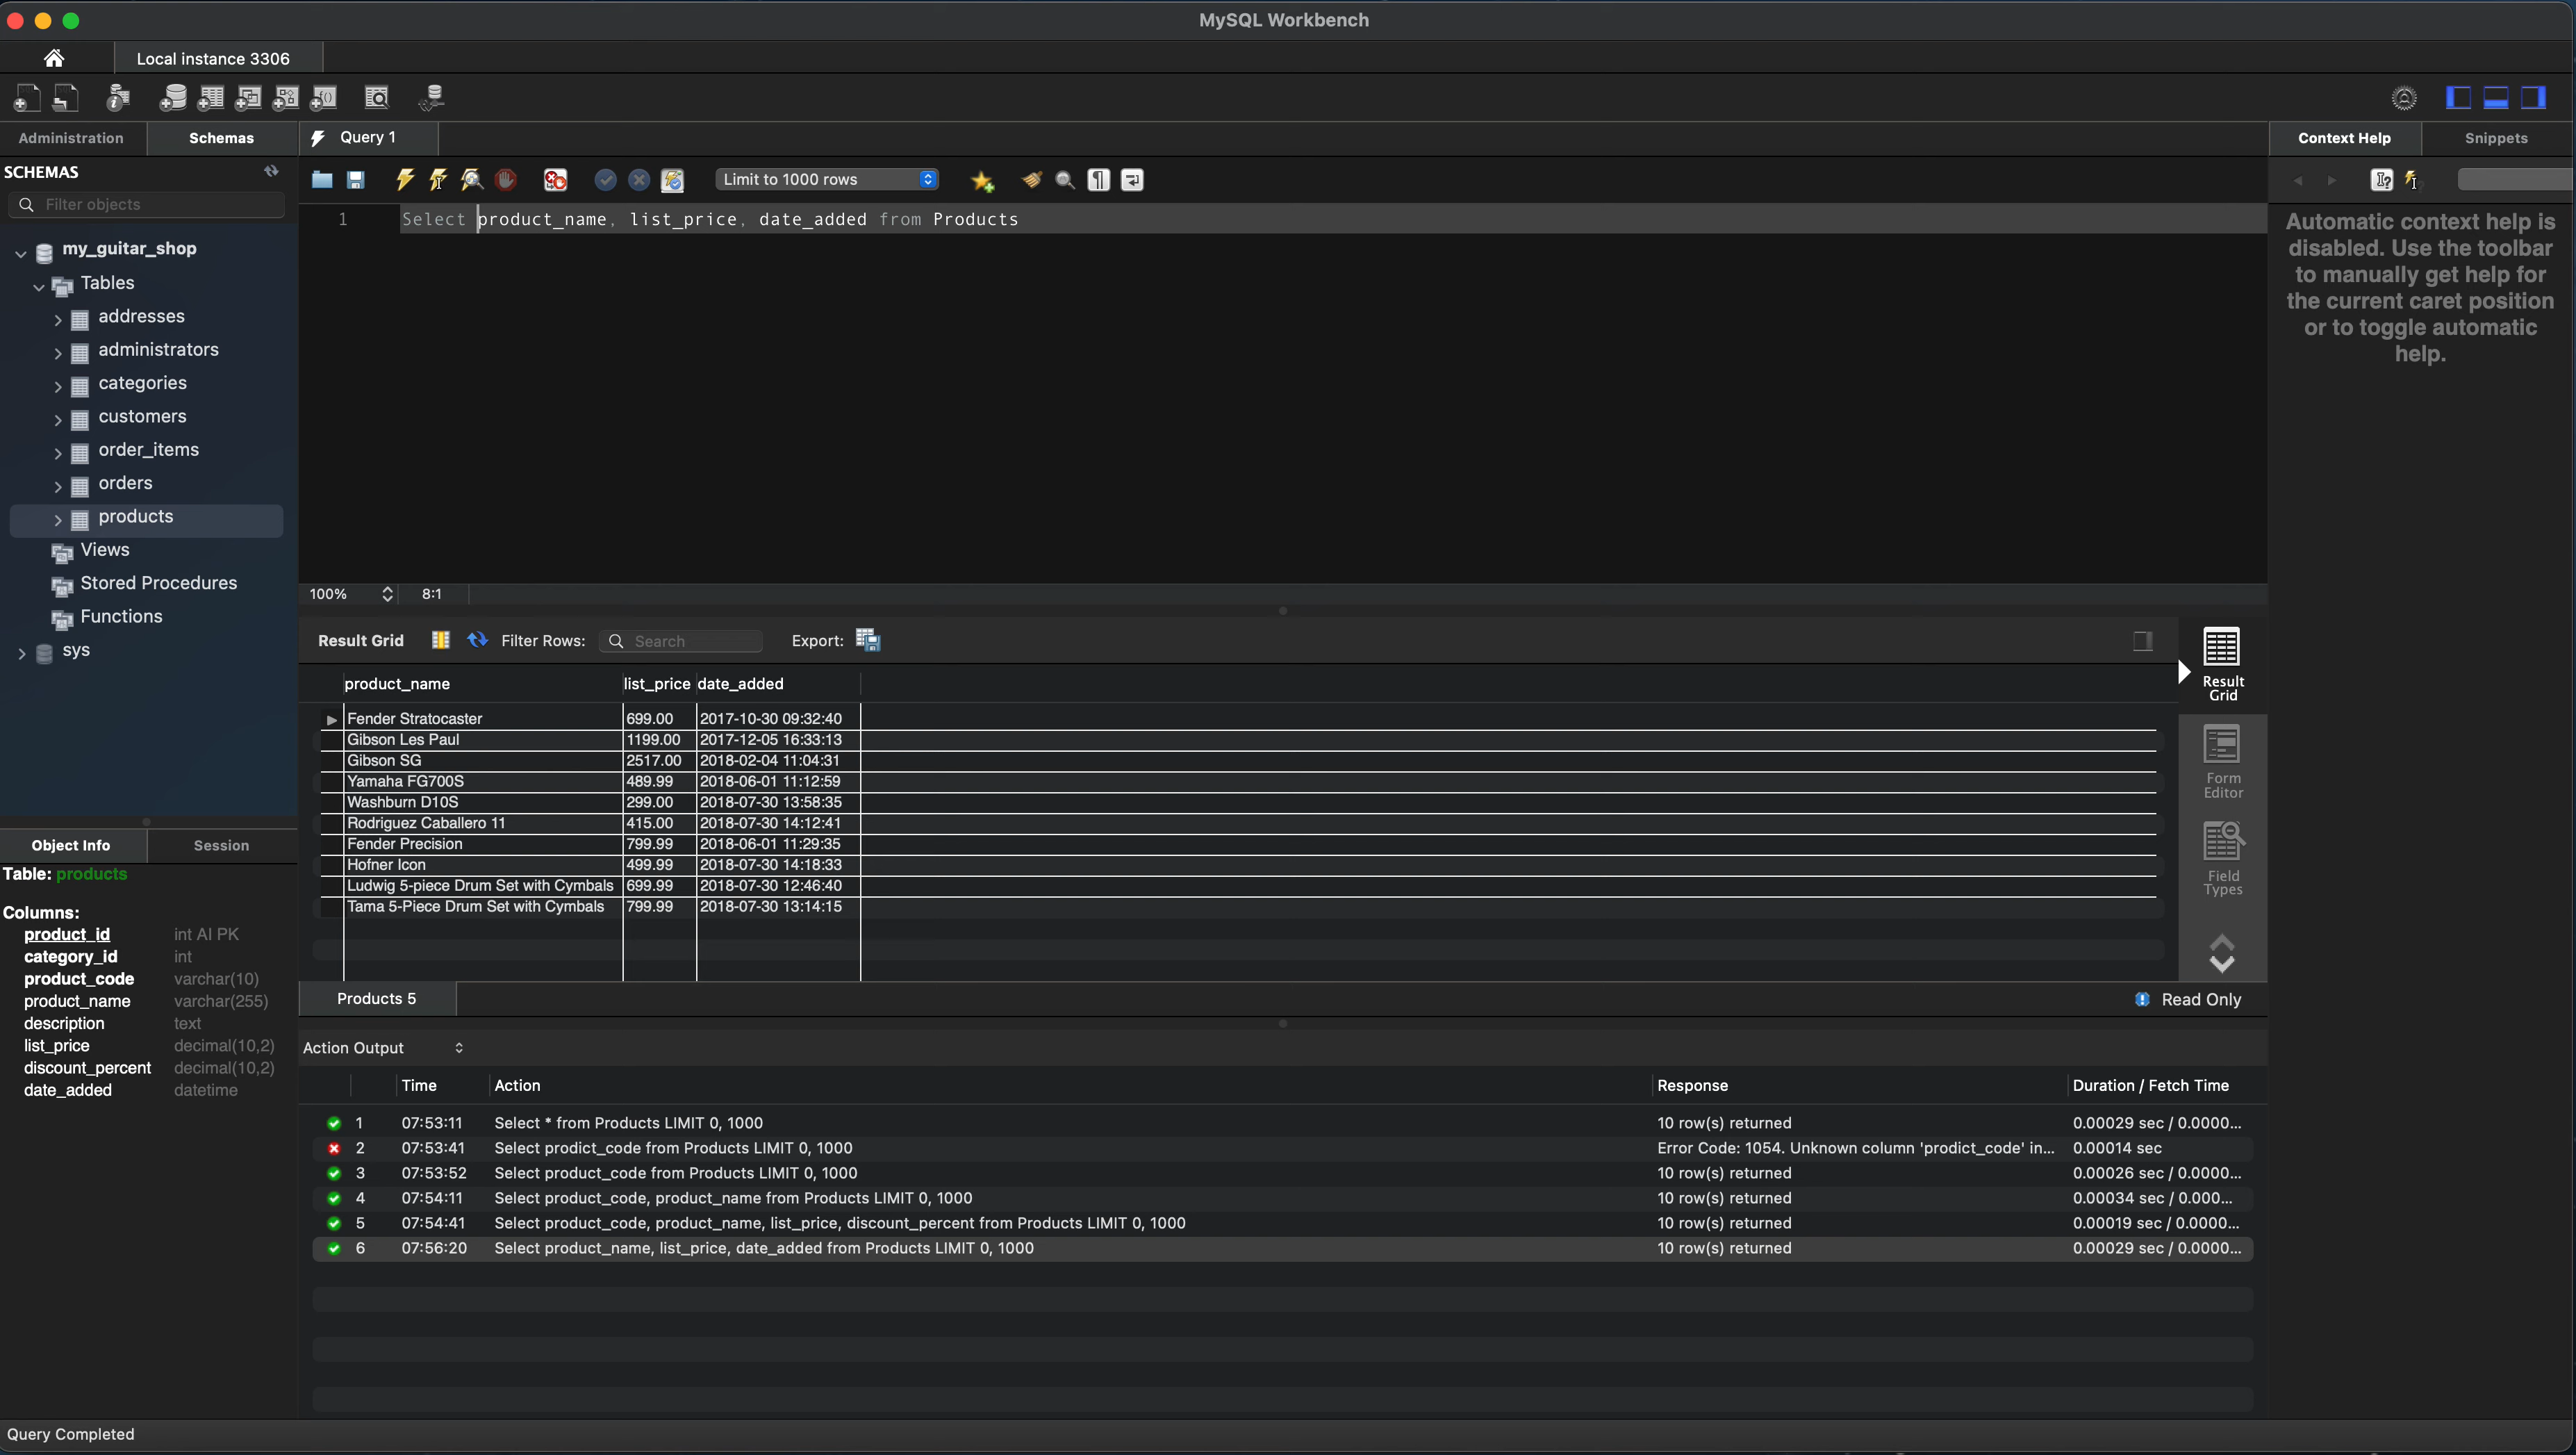 MySQL Workbench
Local instance 3306
Administration
Schemas
Query 1
Context Help
Snippets
SCHEMAS
Filter objects
Limit to 1000 rows
my_guitar_shop
Tables
addresses
administrators
categories
customers
order_items
orders
products
Views
Stored Procedures
Functions
sys
1 Select product_name, list_price, date_added from Products
Automatic context help is
disabled. Use the toolbar
to manually get help for
the current caret position
or to toggle automatic
help.
100% 8:1
Result Grid Filter Rows: Search Export:
product_name list_price date_added
Fender Stratocaster 699.00 2017-10-30 09:32:40
Gibson Les Paul 1199.00 2017-12-05 16:33:13
Gibson SG 2517.00 2018-02-04 11:04:31
Yamaha FG700S 489.99 2018-06-01 11:12:59
Washburn D10S 299.00 2018-07-30 13:58:35
Rodriguez Caballero 11 415.00 2018-07-30 14:12:41
Fender Precision 799.99 2018-06-01 11:29:35
Hofner Icon 499.99 2018-07-30 14:18:33
Ludwig 5-piece Drum Set with Cymbals 699.99 2018-07-30 12:46:40
Tama 5-Piece Drum Set with Cymbals 799.99 2018-07-30 13:14:15
Result
Grid
Form
Editor
Field
Types
Products 5
Read Only
Object Info
Session
Table: products
Columns:
product_id int AI PK
category_id int
product_code varchar(10)
product_name varchar(255)
description text
list_price decimal(10,2)
discount_percent decimal(10,2)
date_added datetime
Action Output
Time Action Response Duration / Fetch Time
1 07:53:11 Select * from Products LIMIT 0, 1000 10 row(s) returned 0.00029 sec / 0.0000...
2 07:53:41 Select prodict_code from Products LIMIT 0, 1000 Error Code: 1054. Unknown column 'prodict_code' in... 0.00014 sec
3 07:53:52 Select product_code from Products LIMIT 0, 1000 10 row(s) returned 0.00026 sec / 0.0000...
4 07:54:11 Select product_code, product_name from Products LIMIT 0, 1000 10 row(s) returned 0.00034 sec / 0.000...
5 07:54:41 Select product_code, product_name, list_price, discount_percent from Products LIMIT 0, 1000 10 row(s) returned 0.00019 sec / 0.0000...
6 07:56:20 Select product_name, list_price, date_added from Products LIMIT 0, 1000 10 row(s) returned 0.00029 sec / 0.0000...
Query Completed